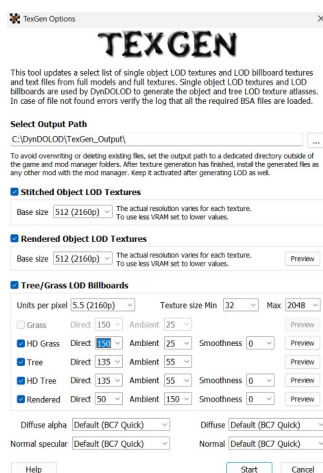 TexGen Options
TEXGEN
This tool updates a select list of single object LOD textures and LOD billboard textures
and text files from full models and full textures. Single object LOD textures and LOD
billboards are used by DynDOLOD to generate the object and tree LOD texture atlasses.
In case of file not found errors verify the log that all the required BSA files are loaded.
Select Output Path
C:\DynDOLOD\TexGen_Output\ ...
To avoid overwriting or deleting existing files, set the output path to a dedicated directory outside of
the game and mod manager folders. After texture generation has finished, install the generated files as
any other mod with the mod manager. Keep it activated after generating LOD as well.
Stitched Object LOD Textures
Base size 512 (2160p) The actual resolution varies for each texture.
To use less VRAM set to lower values.
Rendered Object LOD Textures
Base size 512 (2160p) The actual resolution varies for each texture.
To use less VRAM set to lower values. Preview
Tree/Grass LOD Billboards
Units per pixel 5.5 (2160p) Texture size Min 32 Max 2048
Grass Direct 150 Ambient 25 Preview
HD Grass Direct 150 Ambient 25 Smoothness 0 Preview
Tree Direct 135 Ambient 55 Preview
HD Tree Direct 135 Ambient 55 Smoothness 0 Preview
Rendered Direct 50 Ambient 150 Smoothness 0 Preview
Diffuse alpha Default (BC7 Quick) Diffuse Default (BC7 Quick)
Normal specular Default (BC7 Quick) Normal Default (BC7 Quick)
Help Start Cancel